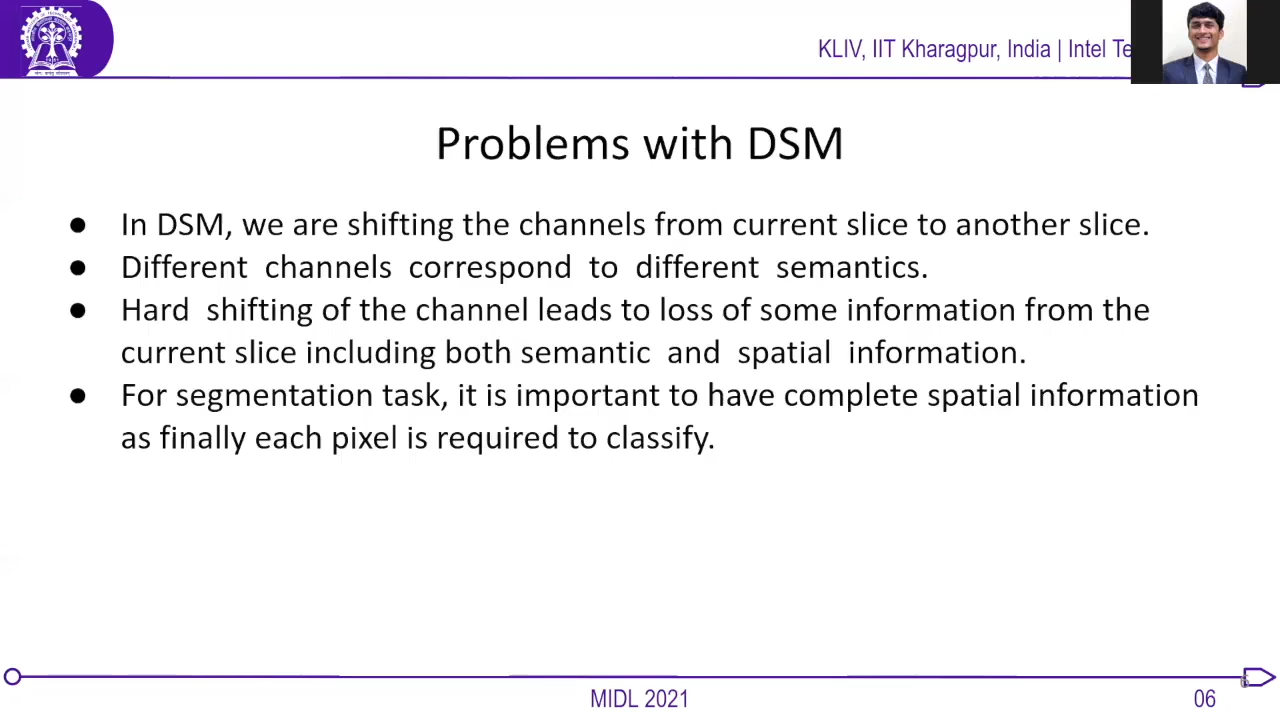 KLIV, IIT Kharagpur, India | Intel
Problems with DSM
● In DSM, we are shifting the channels from current slice to another slice.
● Different channels correspond to different semantics.
● Hard shifting of the channel leads to loss of some information from the
current slice including both semantic and spatial information.
● For segmentation task, it is important to have complete spatial information
as finally each pixel is required to classify.
MIDL 2021
06